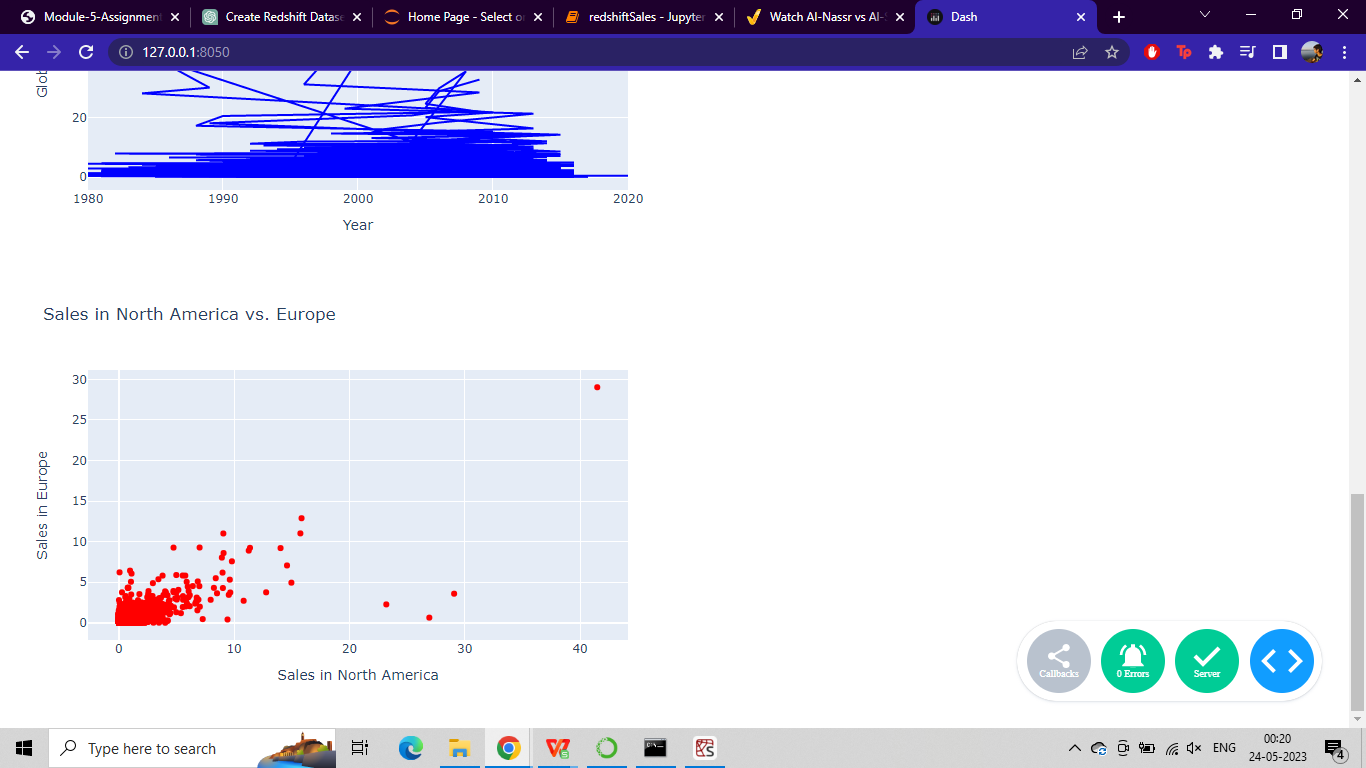 Module-5-Assignment
Create Redshift Datase
Home Page - Select o
redshiftSales - Jupyter
Watch Al-Nassr vs Al-S
Dash
127.0.0.1:8050
Tp
Glob
20
0
1980 1990 2000 2010 2020
Year
Sales in North America vs. Europe
30
25
20
15
10
5
0
Sales in Europe
0 10 20 30 40
Sales in North America
Callbacks
0 Errors
Server
Type here to search
ENG
00:20
24-05-2023
4